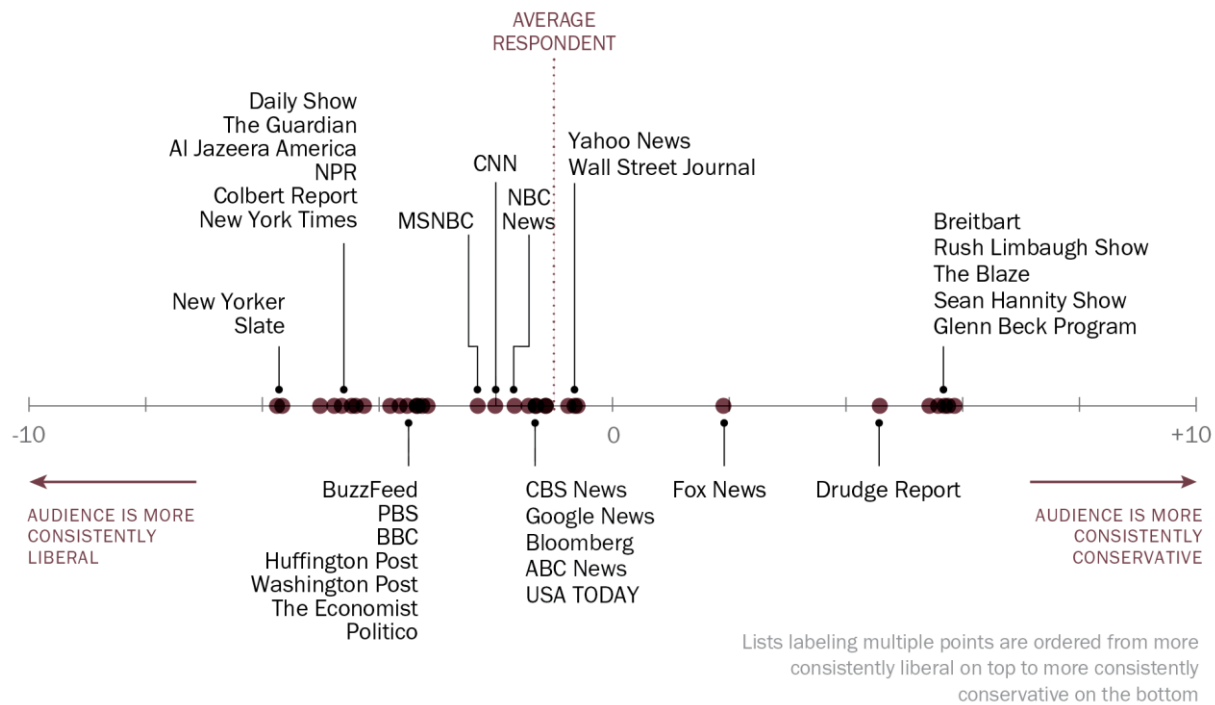 AVERAGE
RESPONDENT
Daily Show
The Guardian
Al Jazeera America
NPR
Colbert Report
New York Times
CNN
Yahoo News
Wall Street Journal
MSNBC
NBC
News
Breitbart
Rush Limbaugh Show
The Blaze
Sean Hannity Show
Glenn Beck Program
New Yorker
Slate
-10
0
+10
AUDIENCE IS MORE
CONSISTENTLY
LIBERAL
BuzzFeed
PBS
BBC
Huffington Post
Washington Post
The Economist
Politico
CBS News
Google News
Bloomberg
ABC News
USA TODAY
Fox News
Drudge Report
AUDIENCE IS MORE
CONSISTENTLY
CONSERVATIVE
Lists labeling multiple points are ordered from more
consistently liberal on top to more consistently
conservative on the bottom